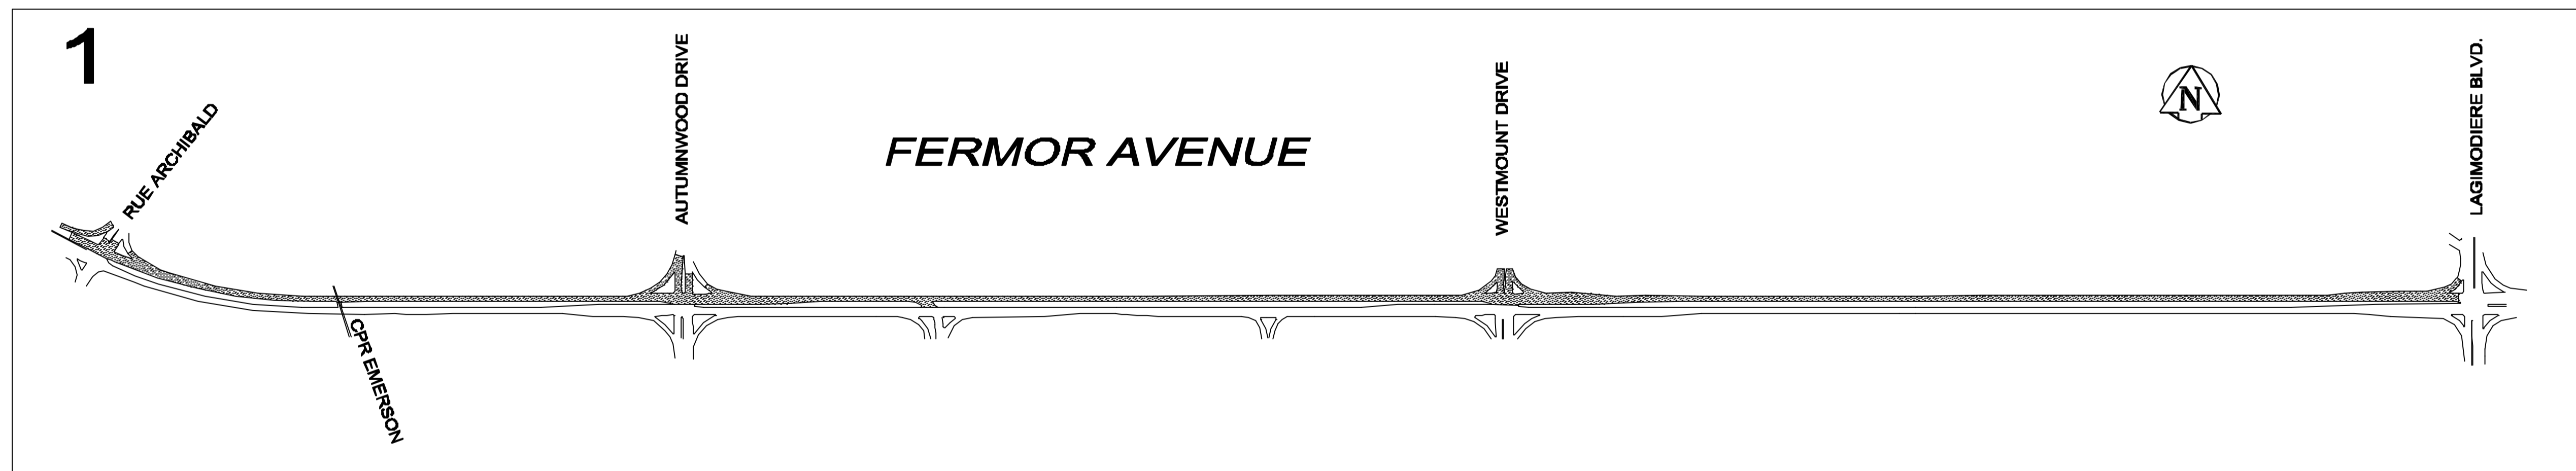 1
RUE ARCHIBALD
CPR EMERSON
AUTUMNWOOD DRIVE
FERMOR AVENUE
WESTMOUNT DRIVE
N
LAGIMODIERE BLVD.